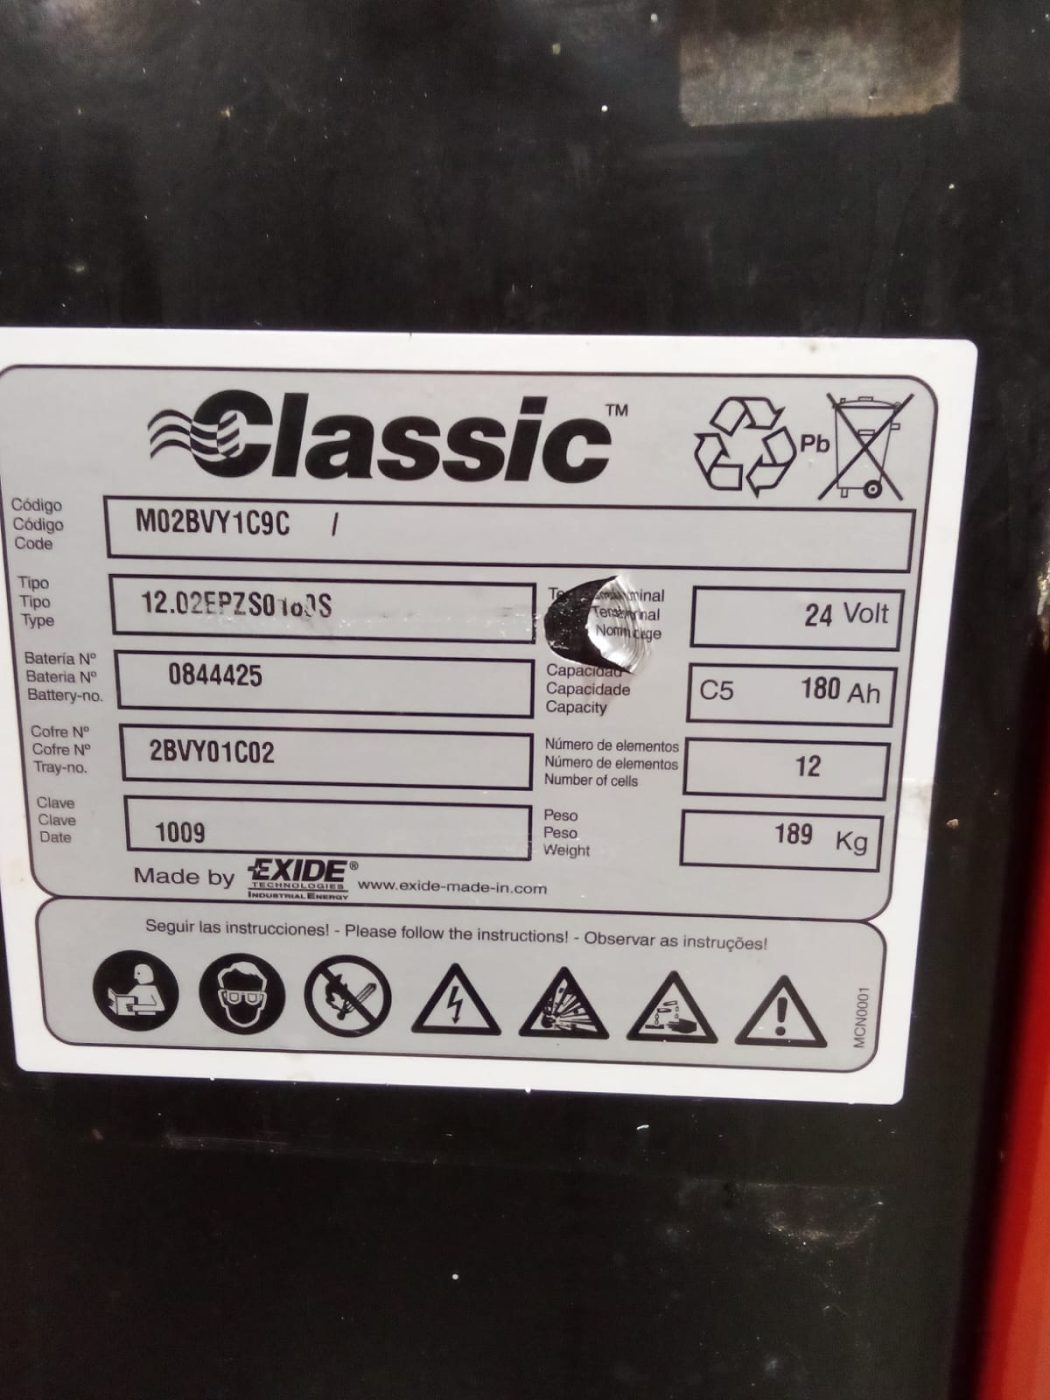 Classic™
Pb
Código
Código
Code
M02BVY1C9C /
Tipo
Tipo
Type
24 Volt
Batería Nº
Bateria Nº
Battery-no.
0844425
Capacidad
Capacidade
Capacity
C5 180 Ah
Cofre Nº
Cofre Nº
Tray-no.
2BVY01C02
Número de elementos
Número de elementos
Number of cells
12
Clave
Clave
Date
1009
Peso
Peso
Weight
189 Kg
Made by EXIDE® www.exide-made-in.com
TECHNOLOGIES
INDUSTRIAL ENERGY
Seguir las instrucciones! - Please follow the instructions! - Observar as instruções!
MCN0001